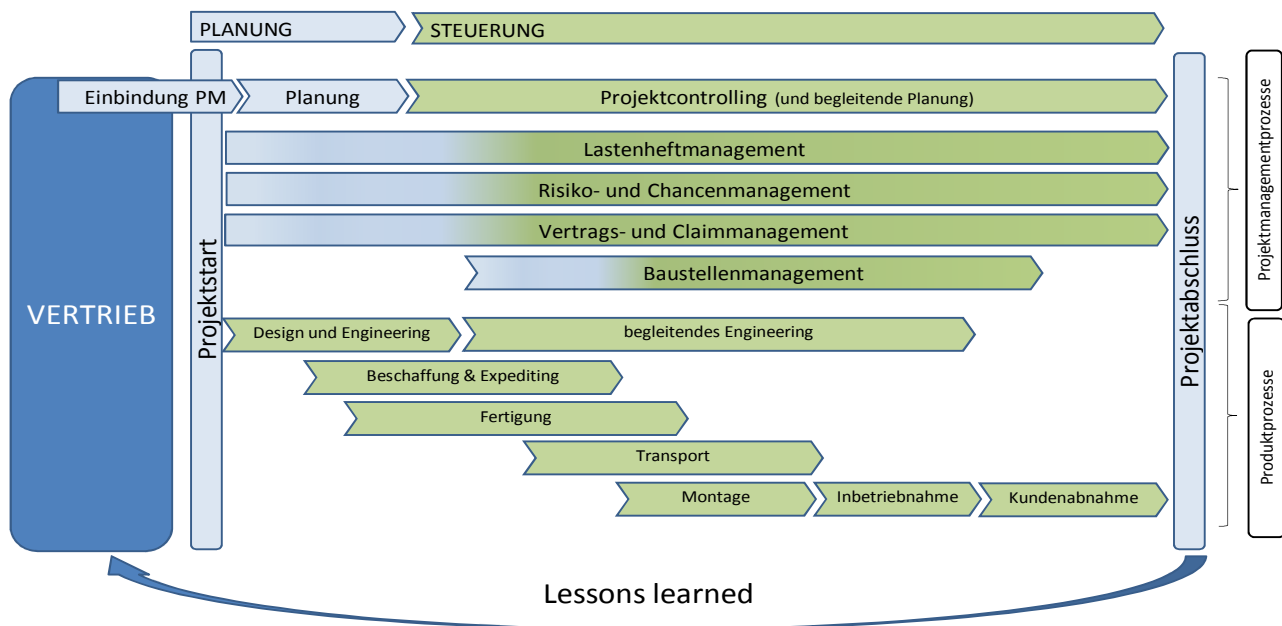 PLANUNG
STEUERUNG
Einbindung PM
Planung
Projektcontrolling (und begleitende Planung)
Lastenheftmanagement
Risiko- und Chancenmanagement
Vertrags- und Claimmanagement
Baustellenmanagement
VERTRIEB
Projektstart
Design und Engineering
begleitendes Engineering
Beschaffung & Expediting
Fertigung
Transport
Montage
Inbetriebnahme
Kundenabnahme
Projektabschluss
Projektmanagementprozesse
Produktprozesse
Lessons learned